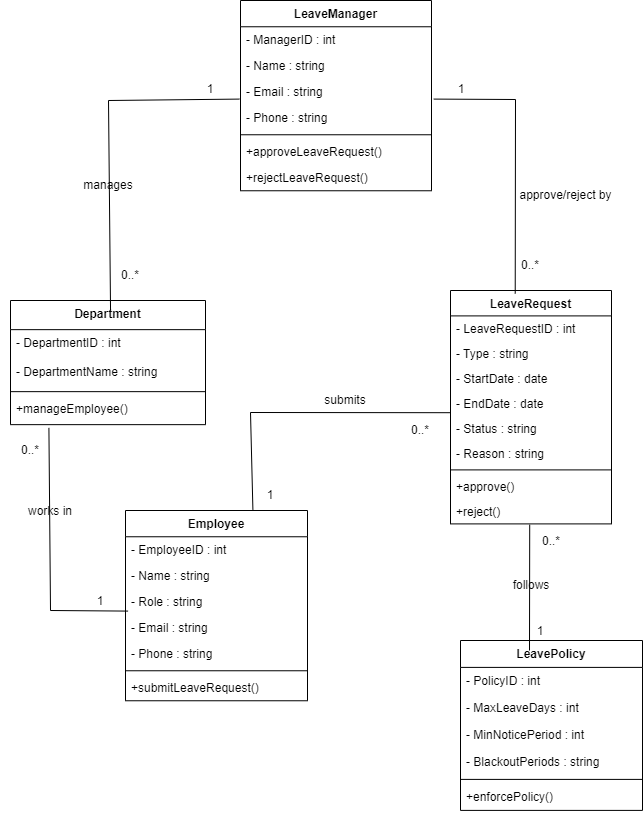 LeaveManager
- ManagerID : int
- Name : string
- Email : string
- Phone : string
+approveLeaveRequest()
+rejectLeaveRequest()
1
1
manages
approve/reject by
0..*
0..*
Department
- DepartmentID : int
- DepartmentName : string
+manageEmployee()
LeaveRequest
- LeaveRequestID : int
- Type : string
- StartDate : date
- EndDate : date
- Status : string
- Reason : string
+approve()
+reject()
submits
0..*
1
0..*
works in
1
Employee
- EmployeeID : int
- Name : string
- Role : string
- Email : string
- Phone : string
+submitLeaveRequest()
0..*
follows
1
LeavePolicy
- PolicyID : int
- MaxLeaveDays : int
- MinNoticePeriod : int
- BlackoutPeriods : string
+enforcePolicy()